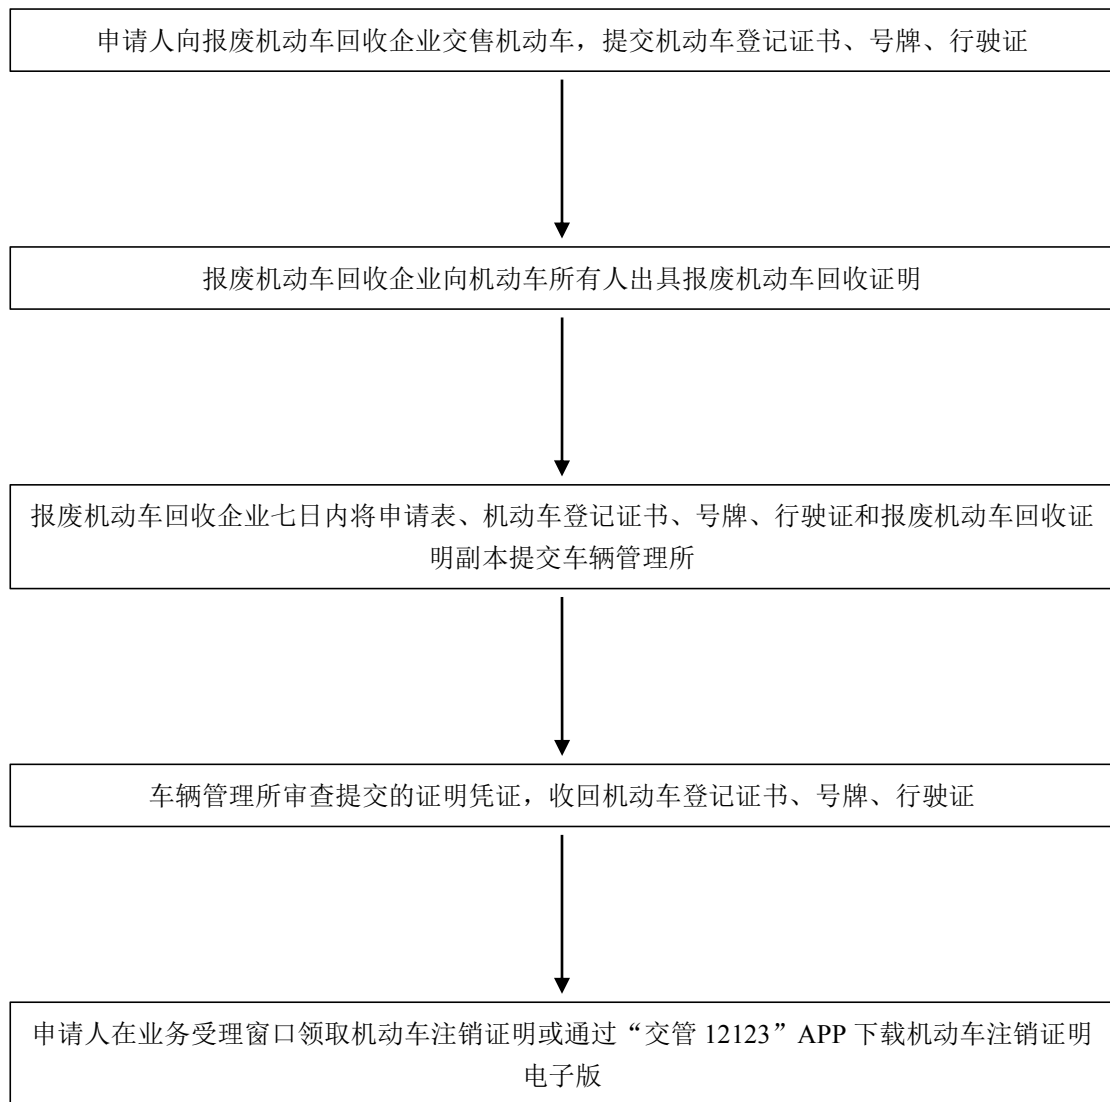 申请人向报废机动车回收企业交售机动车，提交机动车登记证书、号牌、行驶证
报废机动车回收企业向机动车所有人出具报废机动车回收证明
报废机动车回收企业七日内将申请表、机动车登记证书、号牌、行驶证和报废机动车回收证
明副本提交车辆管理所
车辆管理所审查提交的证明凭证，收回机动车登记证书、号牌、行驶证
申请人在业务受理窗口领取机动车注销证明或通过“交管 12123”APP 下载机动车注销证明
电子版